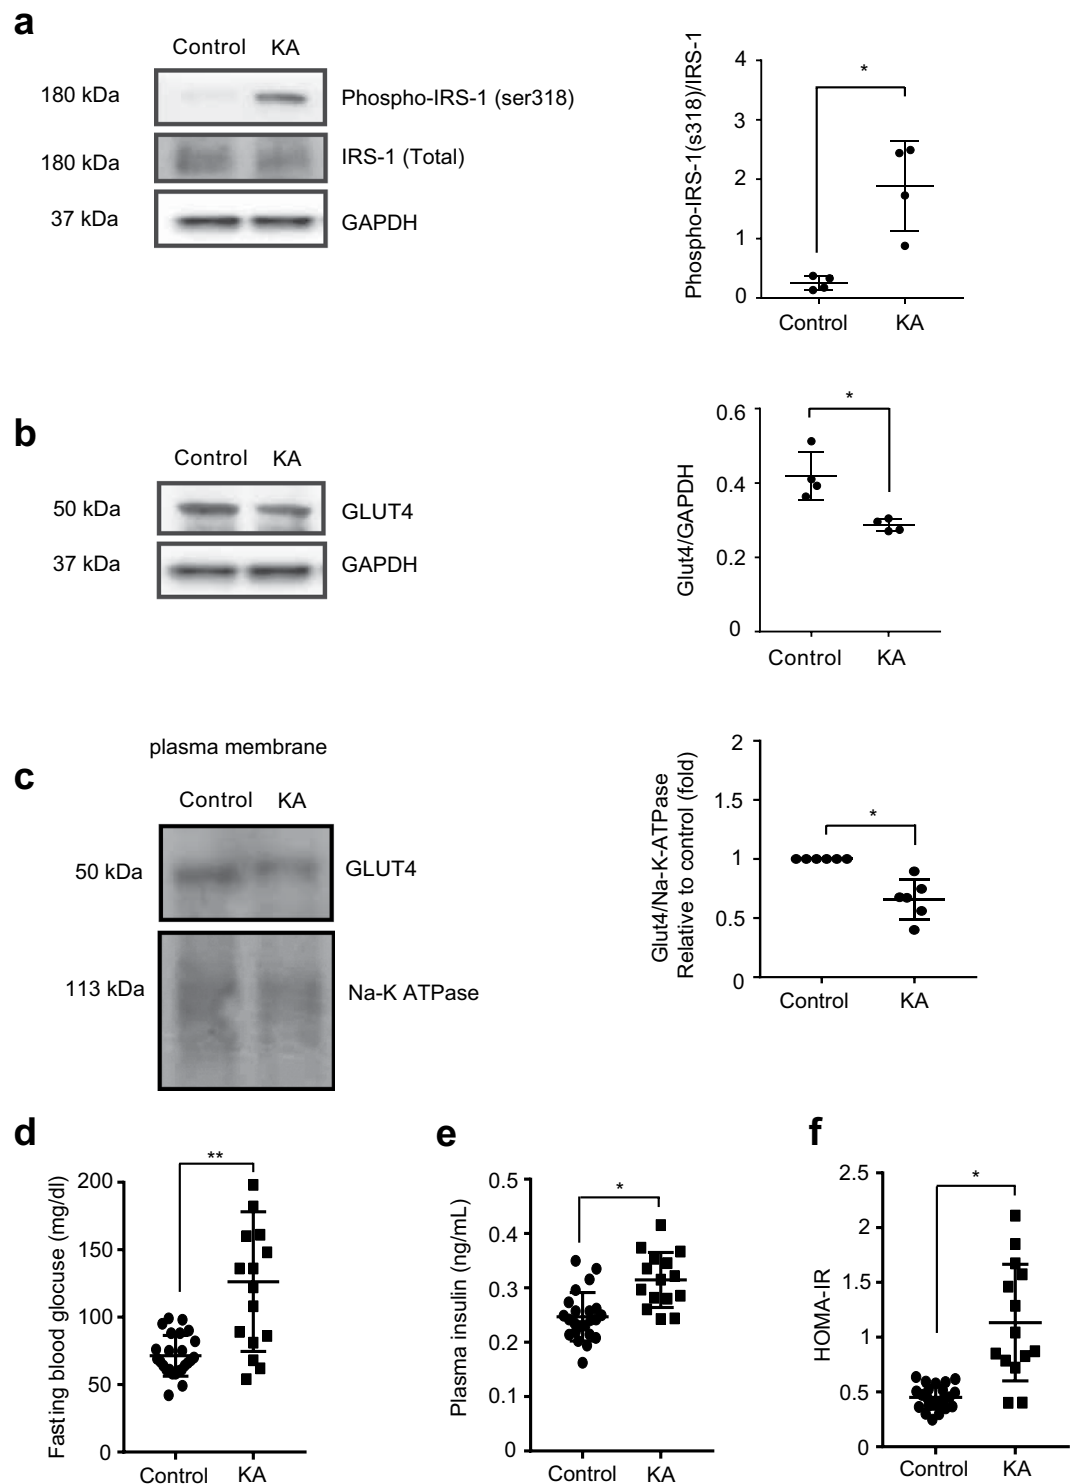 a
Control KA
180 kDa
Phospho-IRS-1 (ser318)
180 kDa
IRS-1 (Total)
37 kDa
GAPDH
Phospho-IRS-1(s318)/IRS-1
4
3
2
1
0
*
Control KA
b
Control KA
50 kDa
GLUT4
37 kDa
GAPDH
Glut4/GAPDH
0.6
0.4
0.2
0
*
Control KA
plasma membrane
c
Control KA
50 kDa
GLUT4
113 kDa
Na-K ATPase
Glut4/Na-K-ATPase
Relative to control (fold)
2
1.5
1
0.5
0
*
Control KA
d
Fasting blood glocuse (mg/dl)
200
150
100
50
0
**
Control KA
e
Plasma insulin (ng/mL)
0.5
0.4
0.3
0.2
0.1
0
*
Control KA
f
HOMA-IR
2.5
2
1.5
1
0.5
0
*
Control KA